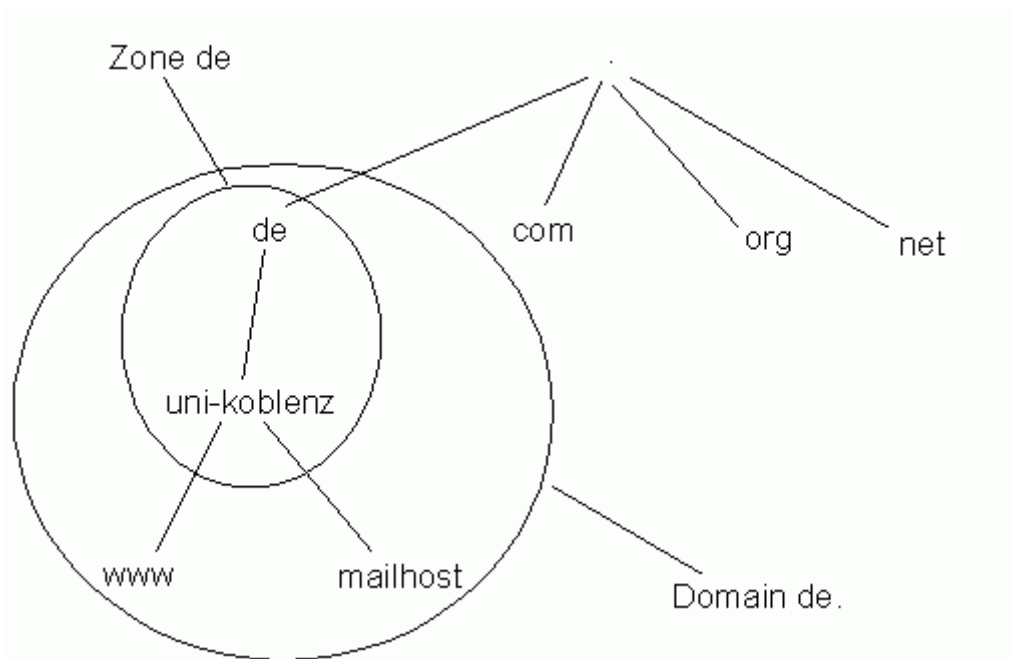 Zone de
.
de
com
org
net
uni-koblenz
www
mailhost
Domain de.